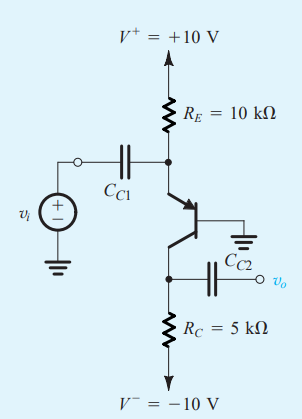 V⁺ = +10 V
R_E = 10 kΩ
C_C1
v_i
+
C_C2
v_o
R_C = 5 kΩ
V⁻ = −10 V